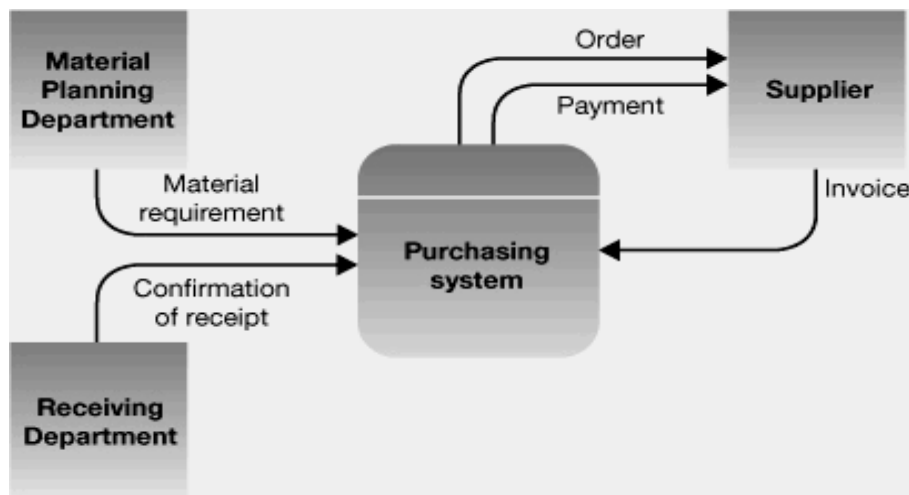 Material
Planning
Department
Order
Payment
Supplier
Material
requirement
Invoice
Purchasing
system
Confirmation
of receipt
Receiving
Department